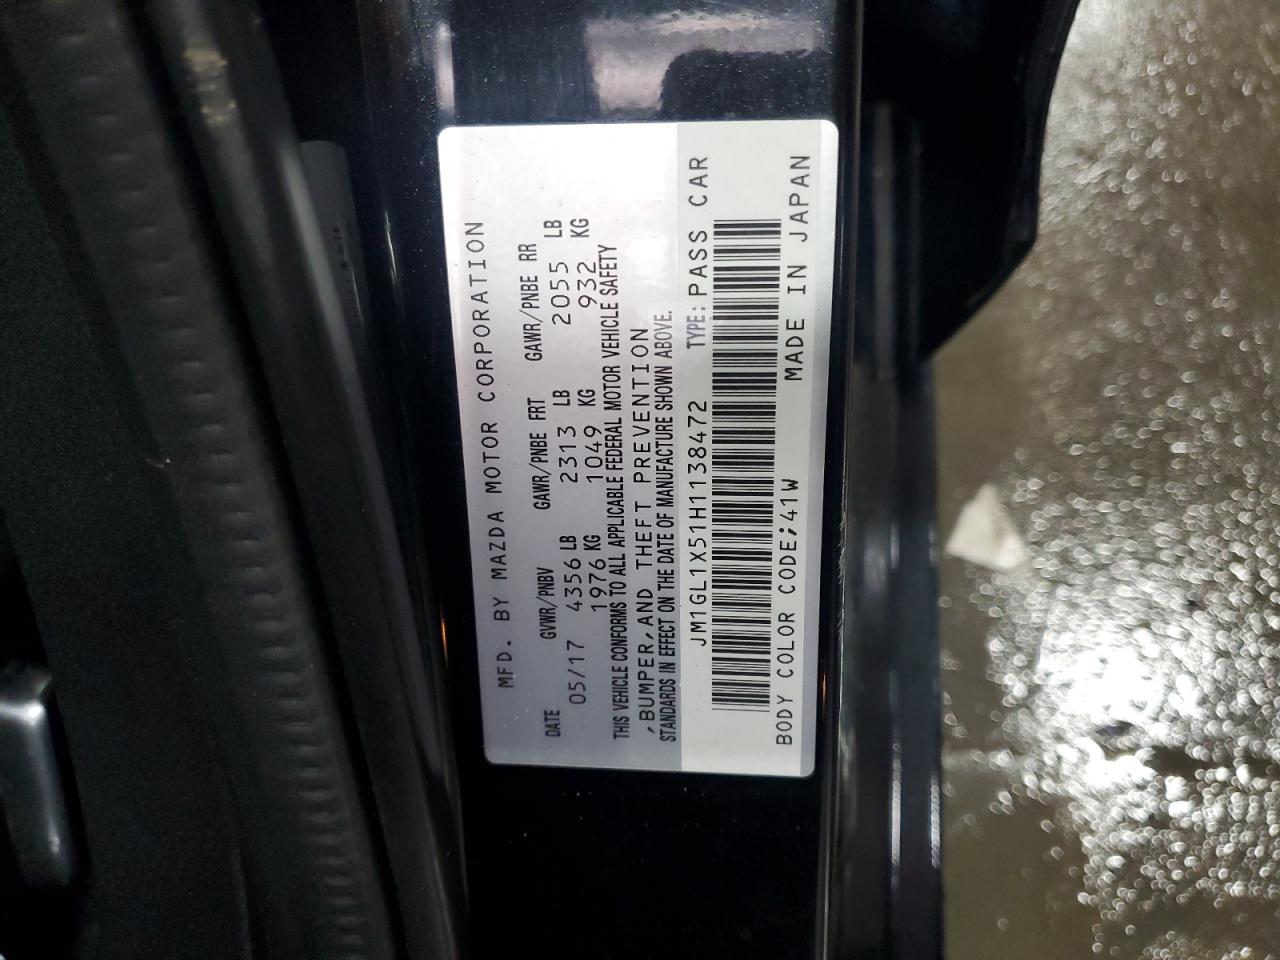 MFD. BY MAZDA MOTOR CORPORATION
DATE GVWR/PNBV GAWR/PNBE FRT GAWR/PNBE RR
05/17 4356 LB 2313 LB 2055 LB
1976 KG 1049 KG 932 KG
THIS VEHICLE CONFORMS TO ALL APPLICABLE FEDERAL MOTOR VEHICLE SAFETY
,BUMPER,AND THEFT PREVENTION
STANDARDS IN EFFECT ON THE DATE OF MANUFACTURE SHOWN ABOVE.
JM1GL1X51H1138472 TYPE: PASS CAR
BODY COLOR CODE;41W MADE IN JAPAN